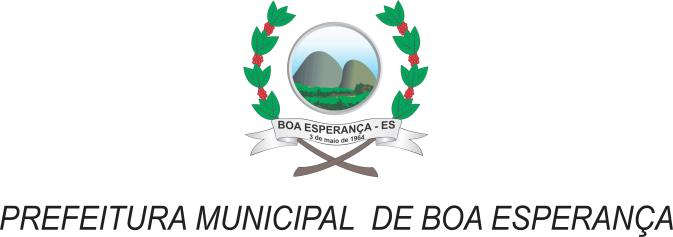 BOA ESPERANÇA - ES
3 de maio de 1964
PREFEITURA MUNICIPAL DE BOA ESPERANÇA